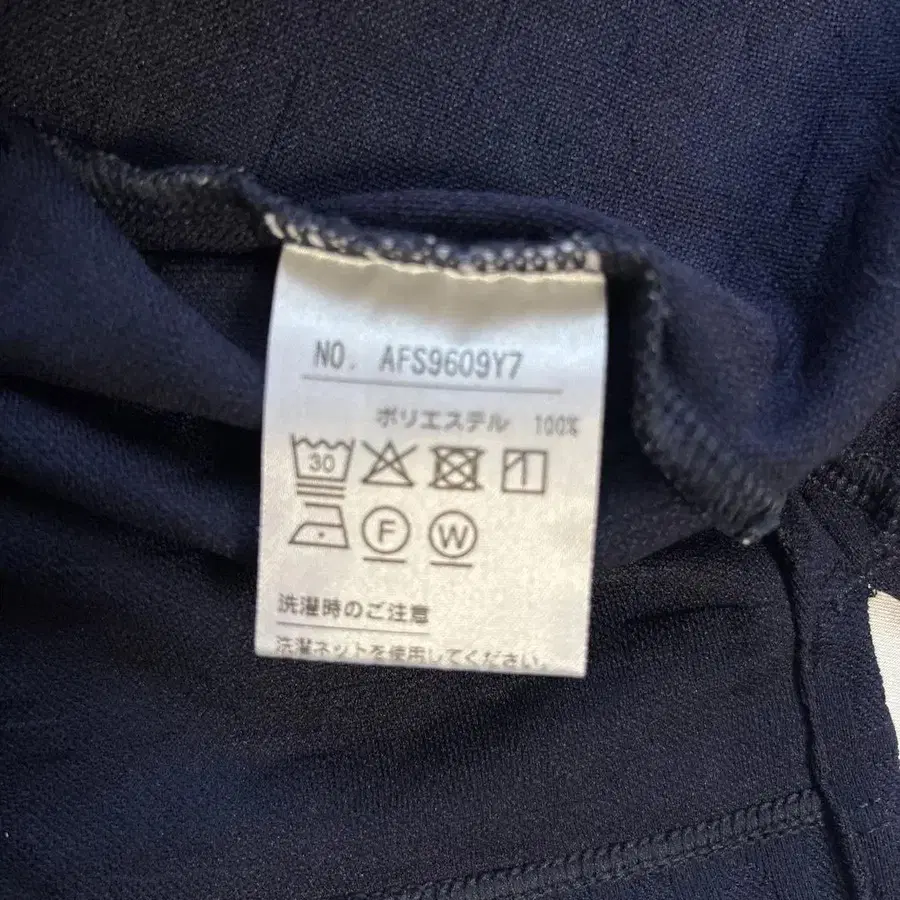 NO. AFS9609Y7
ポリエステル 100%
30
F W
洗濯時のご注意
洗濯ネットを使用してください。